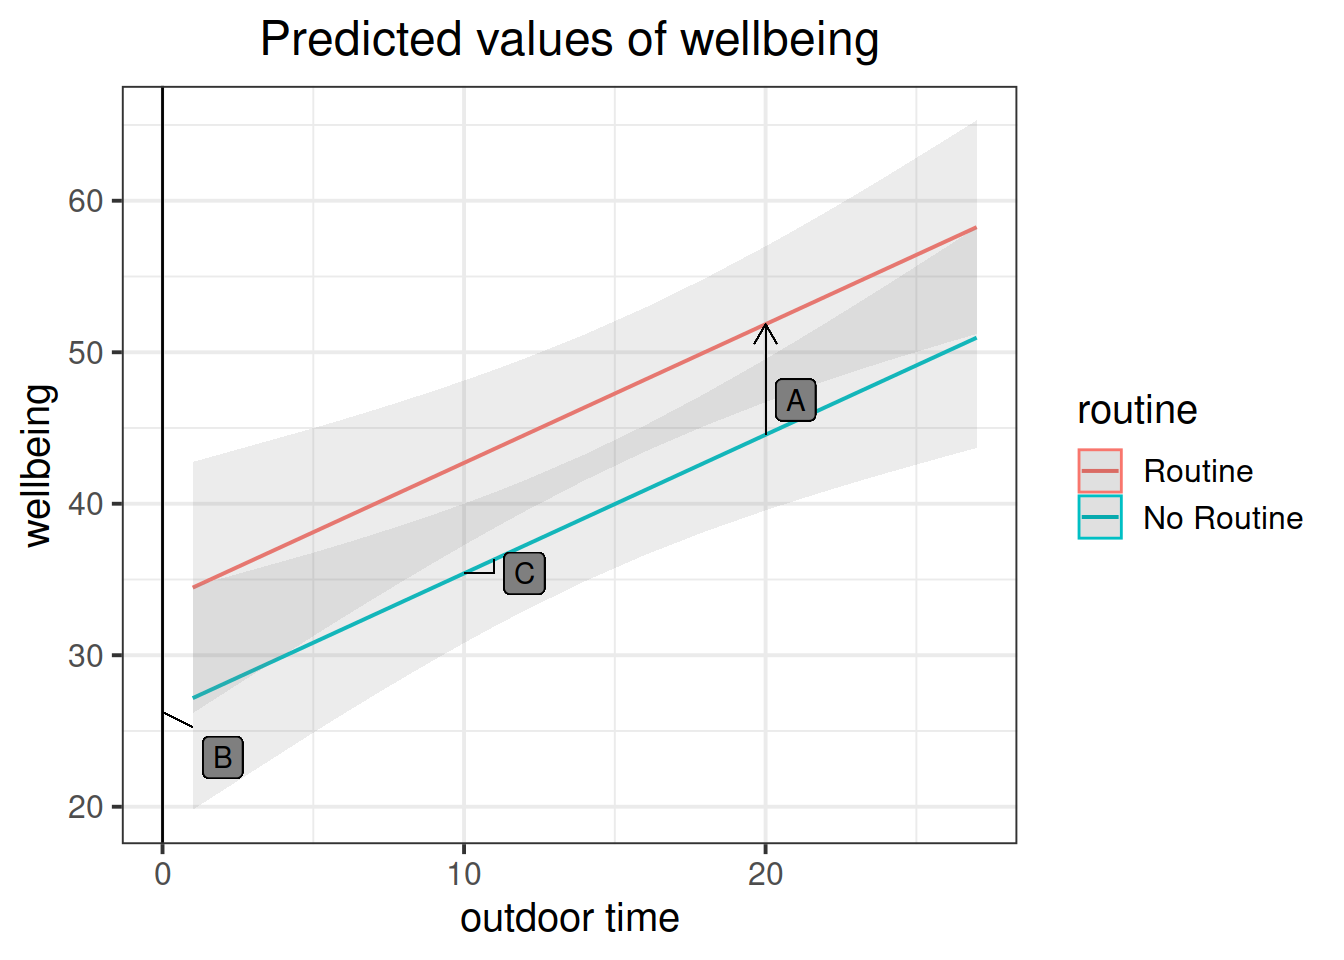 Predicted values of wellbeing
wellbeing
60
50
40
30
20
A
C
B
0 10 20
outdoor time
routine
Routine
No Routine